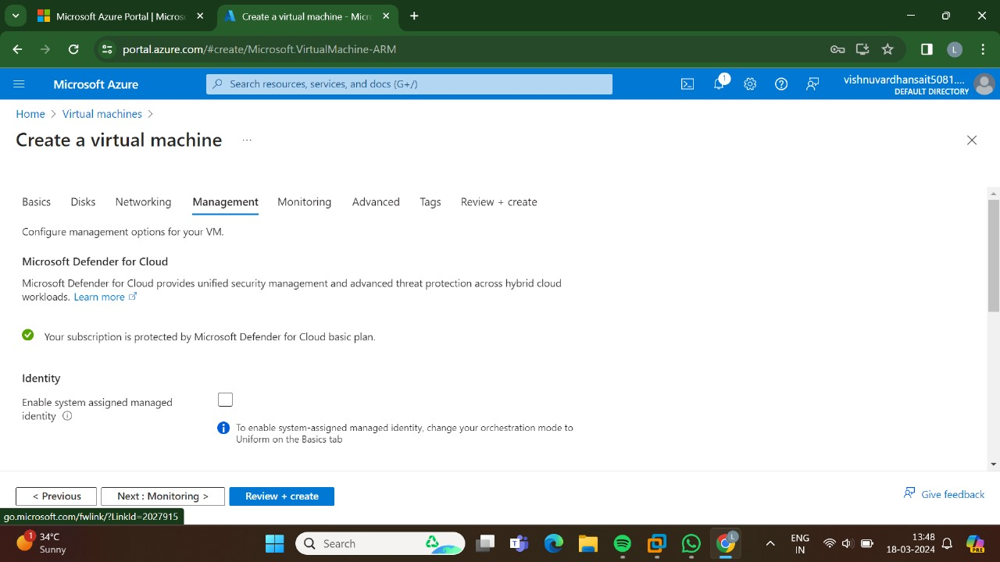 Microsoft Azure Portal | Micros
Create a virtual machine - Micr
portal.azure.com/#create/Microsoft.VirtualMachine-ARM
L
Microsoft Azure
Search resources, services, and docs (G+/)
1
vishnuvardhansait5081....
DEFAULT DIRECTORY
Home > Virtual machines >
Create a virtual machine ...
Basics Disks Networking Management Monitoring Advanced Tags Review + create
Configure management options for your VM.
Microsoft Defender for Cloud
Microsoft Defender for Cloud provides unified security management and advanced threat protection across hybrid cloud
workloads. Learn more
Your subscription is protected by Microsoft Defender for Cloud basic plan.
Identity
Enable system assigned managed
identity
To enable system-assigned managed identity, change your orchestration mode to
Uniform on the Basics tab
< Previous
Next : Monitoring >
Review + create
Give feedback
go.microsoft.com/fwlink/?LinkId=2027915
1
34°C
Sunny
Search
L
ENG
IN
13:48
18-03-2024
PRE